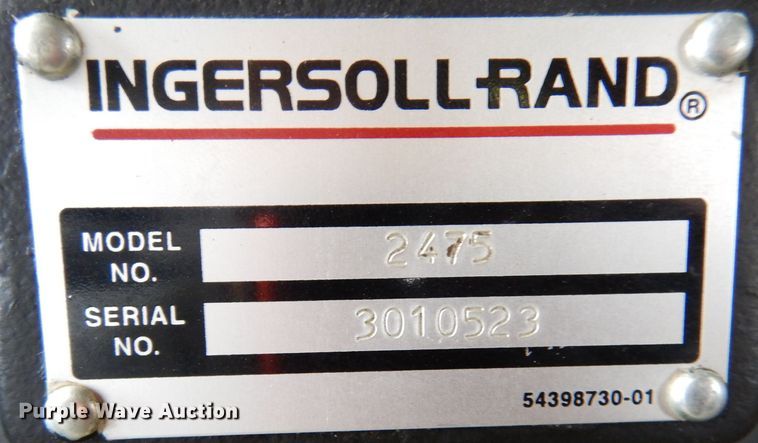 INGERSOLL-RAND®
MODEL NO. 2475
SERIAL NO. 3010523
54398730-01
Purple Wave Auction